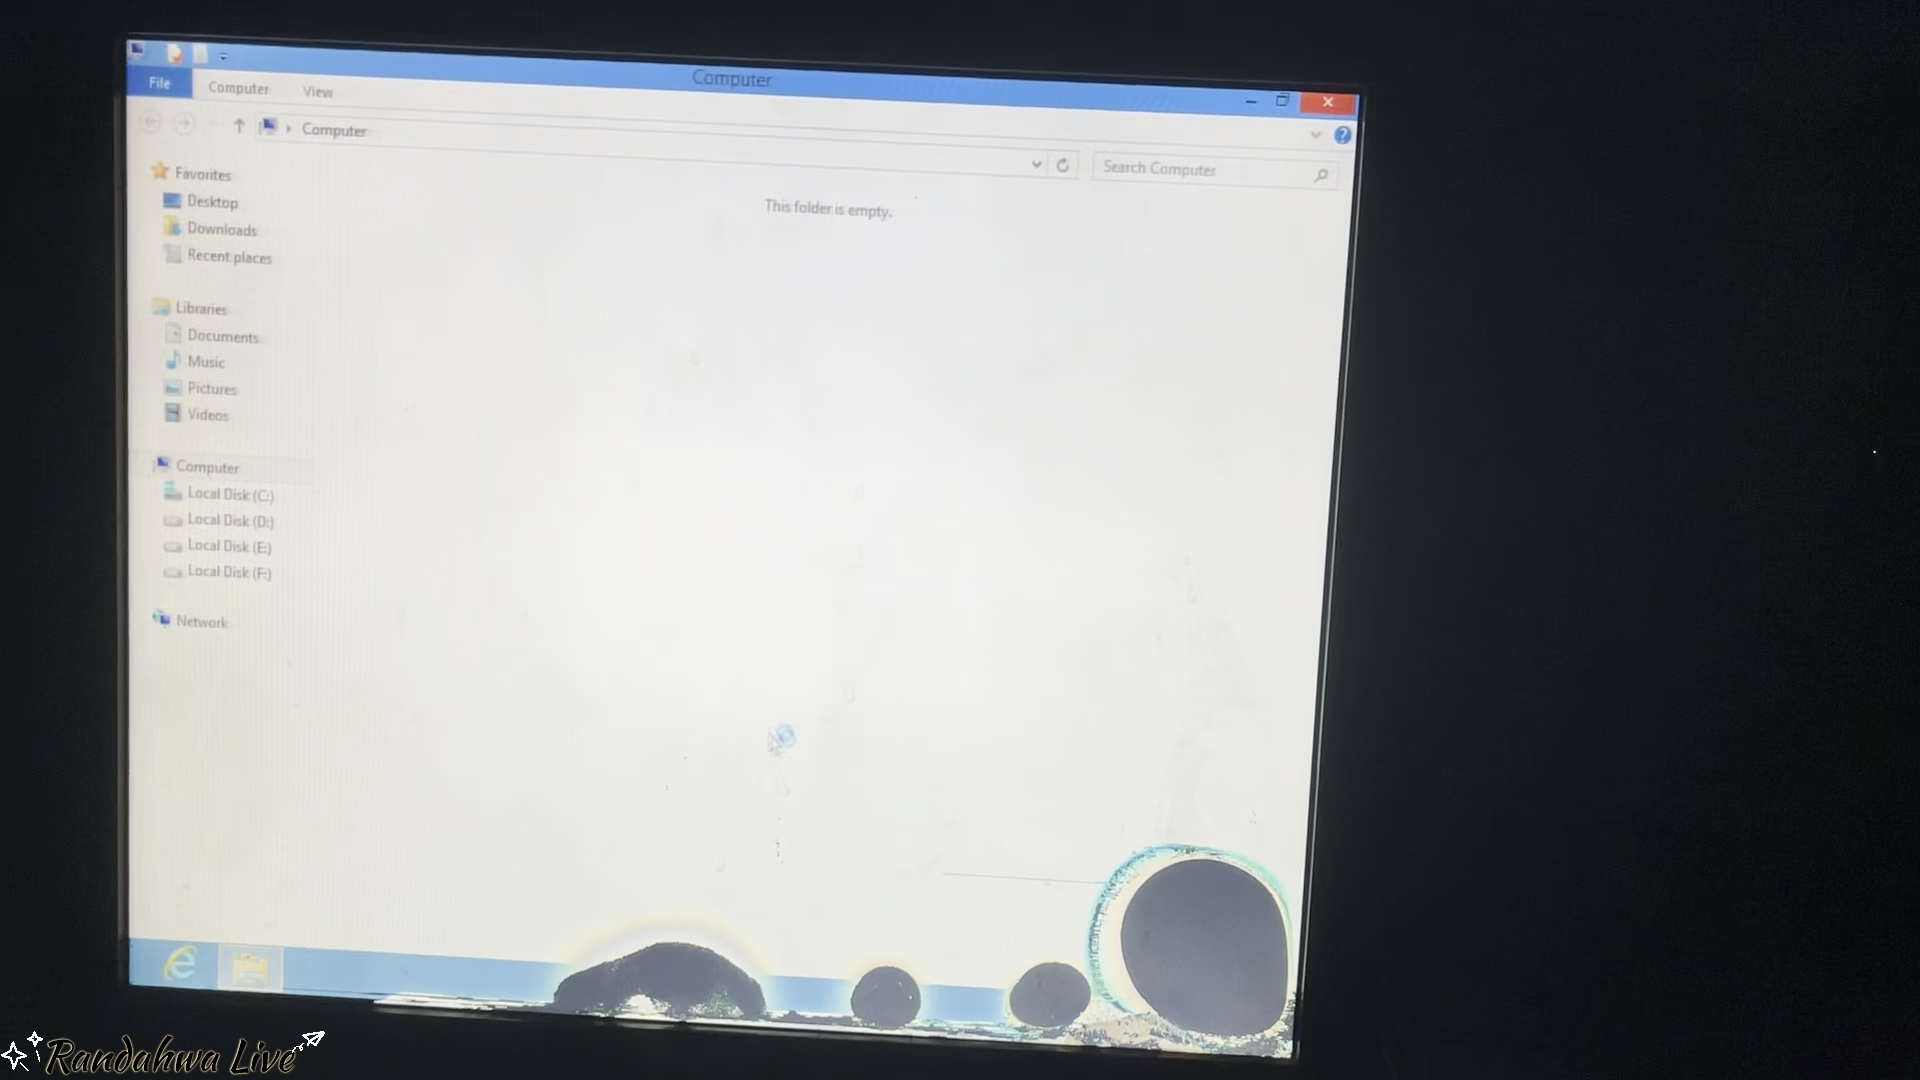 Computer
File
Computer
View
Computer
Search Computer
This folder is empty.
Favorites
Desktop
Downloads
Recent places
Libraries
Documents
Music
Pictures
Videos
Computer
Local Disk (C:)
Local Disk (D:)
Local Disk (E:)
Local Disk (F:)
Network
Randahwa Live